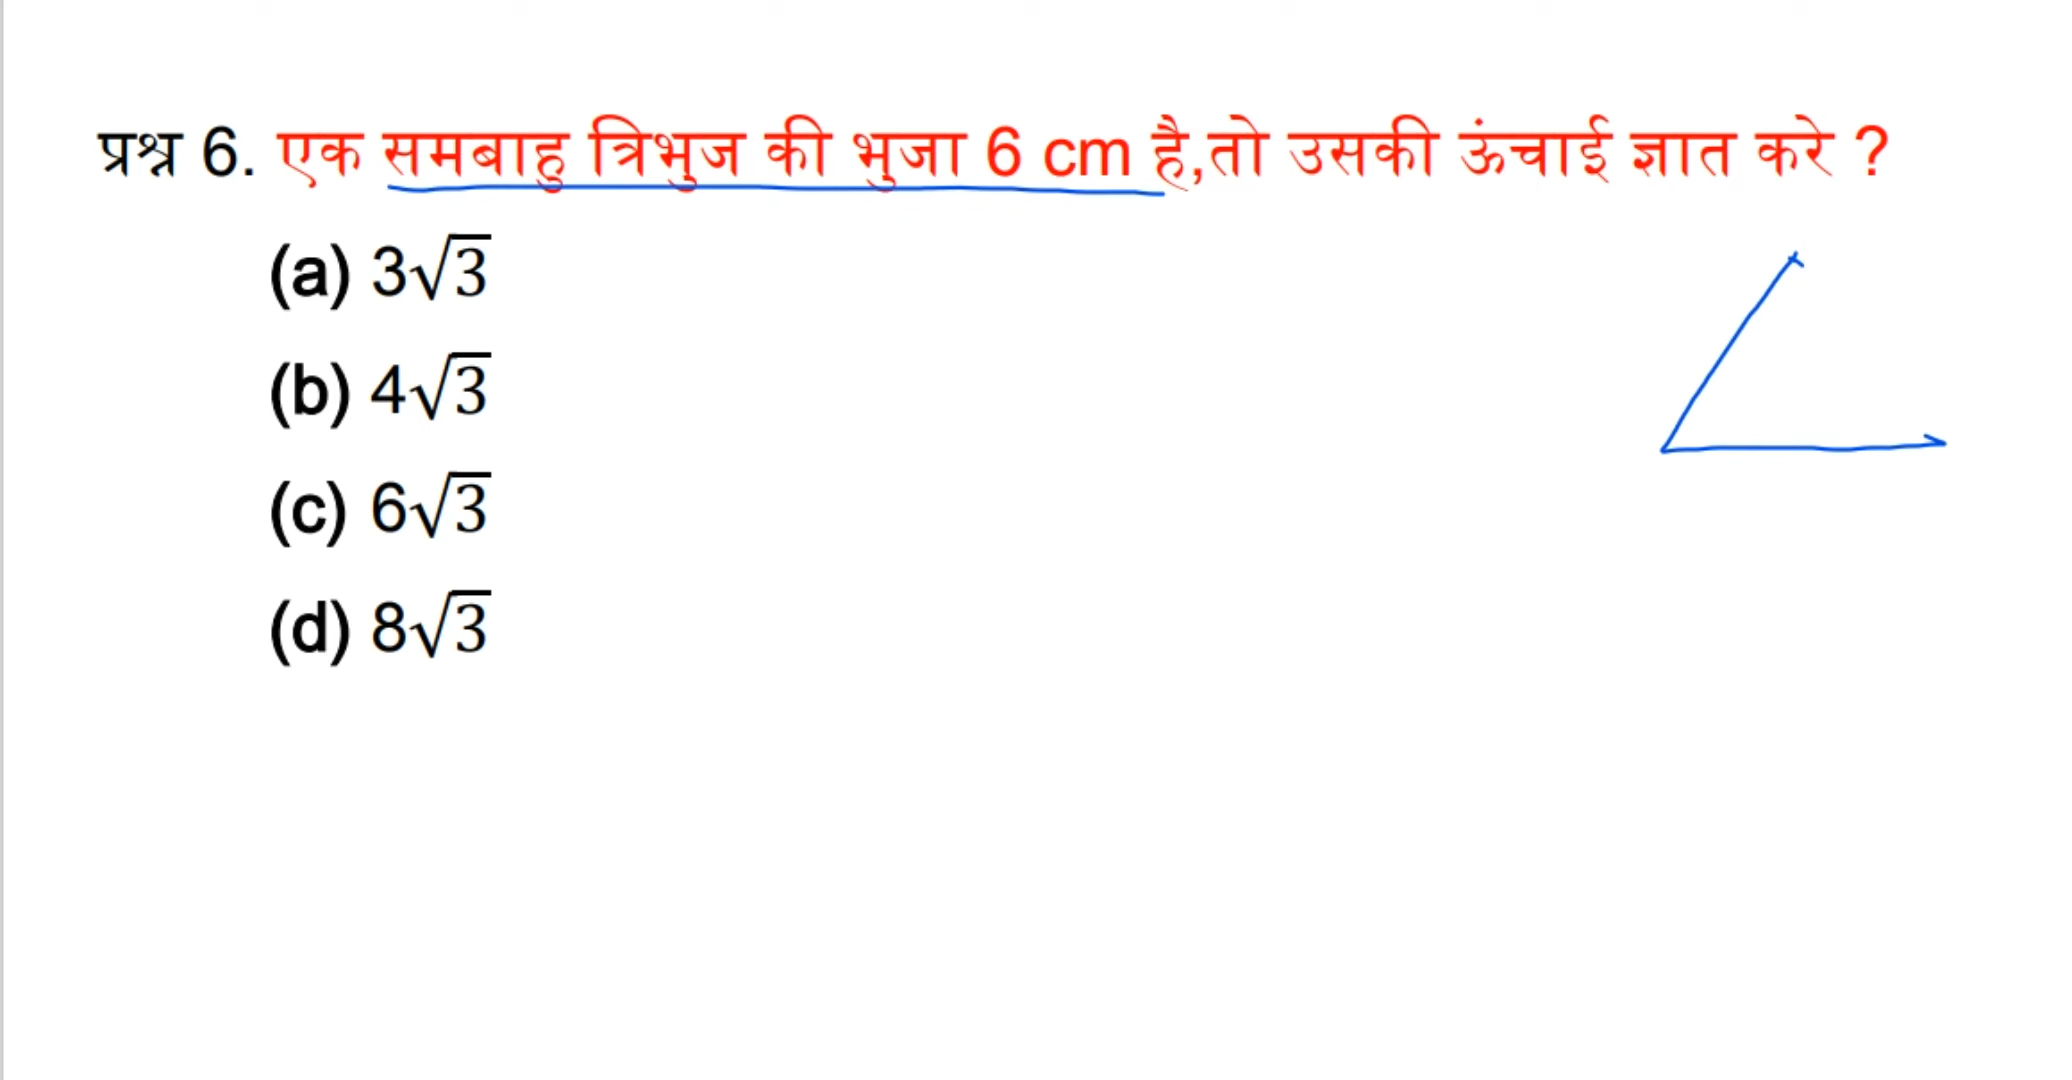 प्रश्न 6. एक समबाहु त्रिभुज की भुजा 6 cm है,तो उसकी ऊंचाई ज्ञात करे ?
(a) 3√3
(b) 4√3
(c) 6√3
(d) 8√3